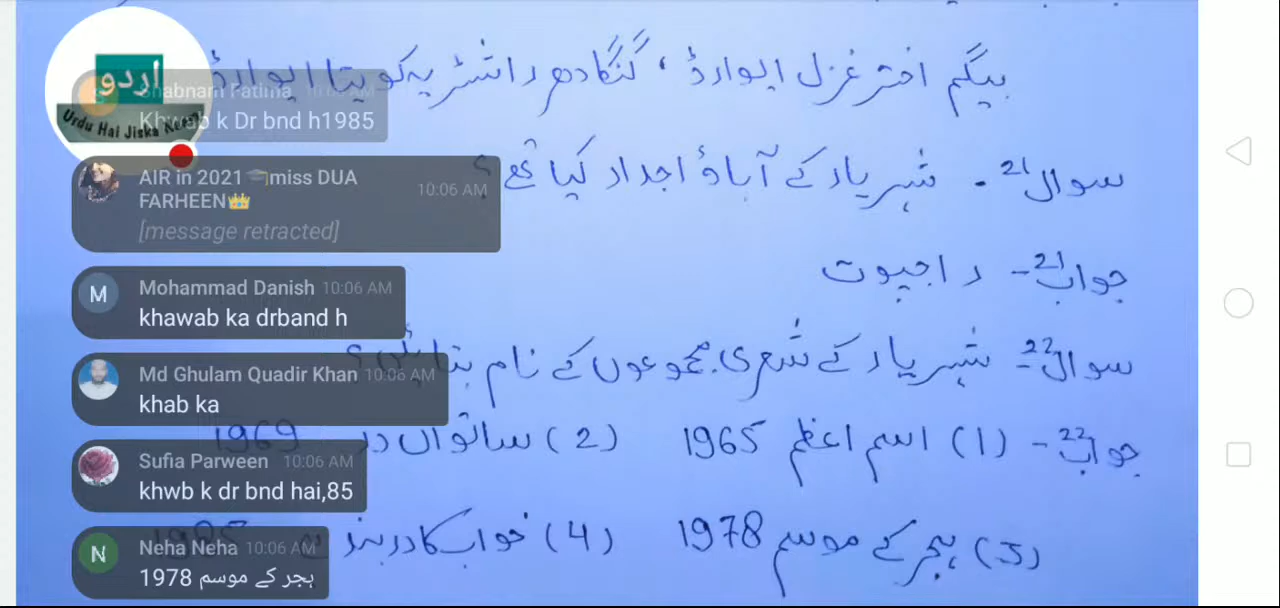 بیگم اختر غزل ایوارڈ ، گنگا دھر راشٹریہ کویتا ایوارڈ
سوال21۔ شہریار کے آباؤ اجداد کیا تھے ؟
جواب21۔ راجپوت
سوال22۔ شہریار کے شعری مجموعوں کے نام بتائیں ؟
جواب22۔ (1) اسم اعظم 1965 (2) ساتواں در 1969
(3) ہجر کے موسم 1978 (4) خواب کا در بند ہے 1985
اردو
Urdu Hai Jiska Naam
Shabnam Fatima 10:06 AM
Khwab k Dr bnd h1985
AIR in 2021 miss DUA
FARHEEN 10:06 AM
[message retracted]
M
Mohammad Danish 10:06 AM
khawab ka drband h
Md Ghulam Quadir Khan 10:06 AM
khab ka
Sufia Parween 10:06 AM
khwb k dr bnd hai,85
N
Neha Neha 10:06 AM
ہجر کے موسم 1978